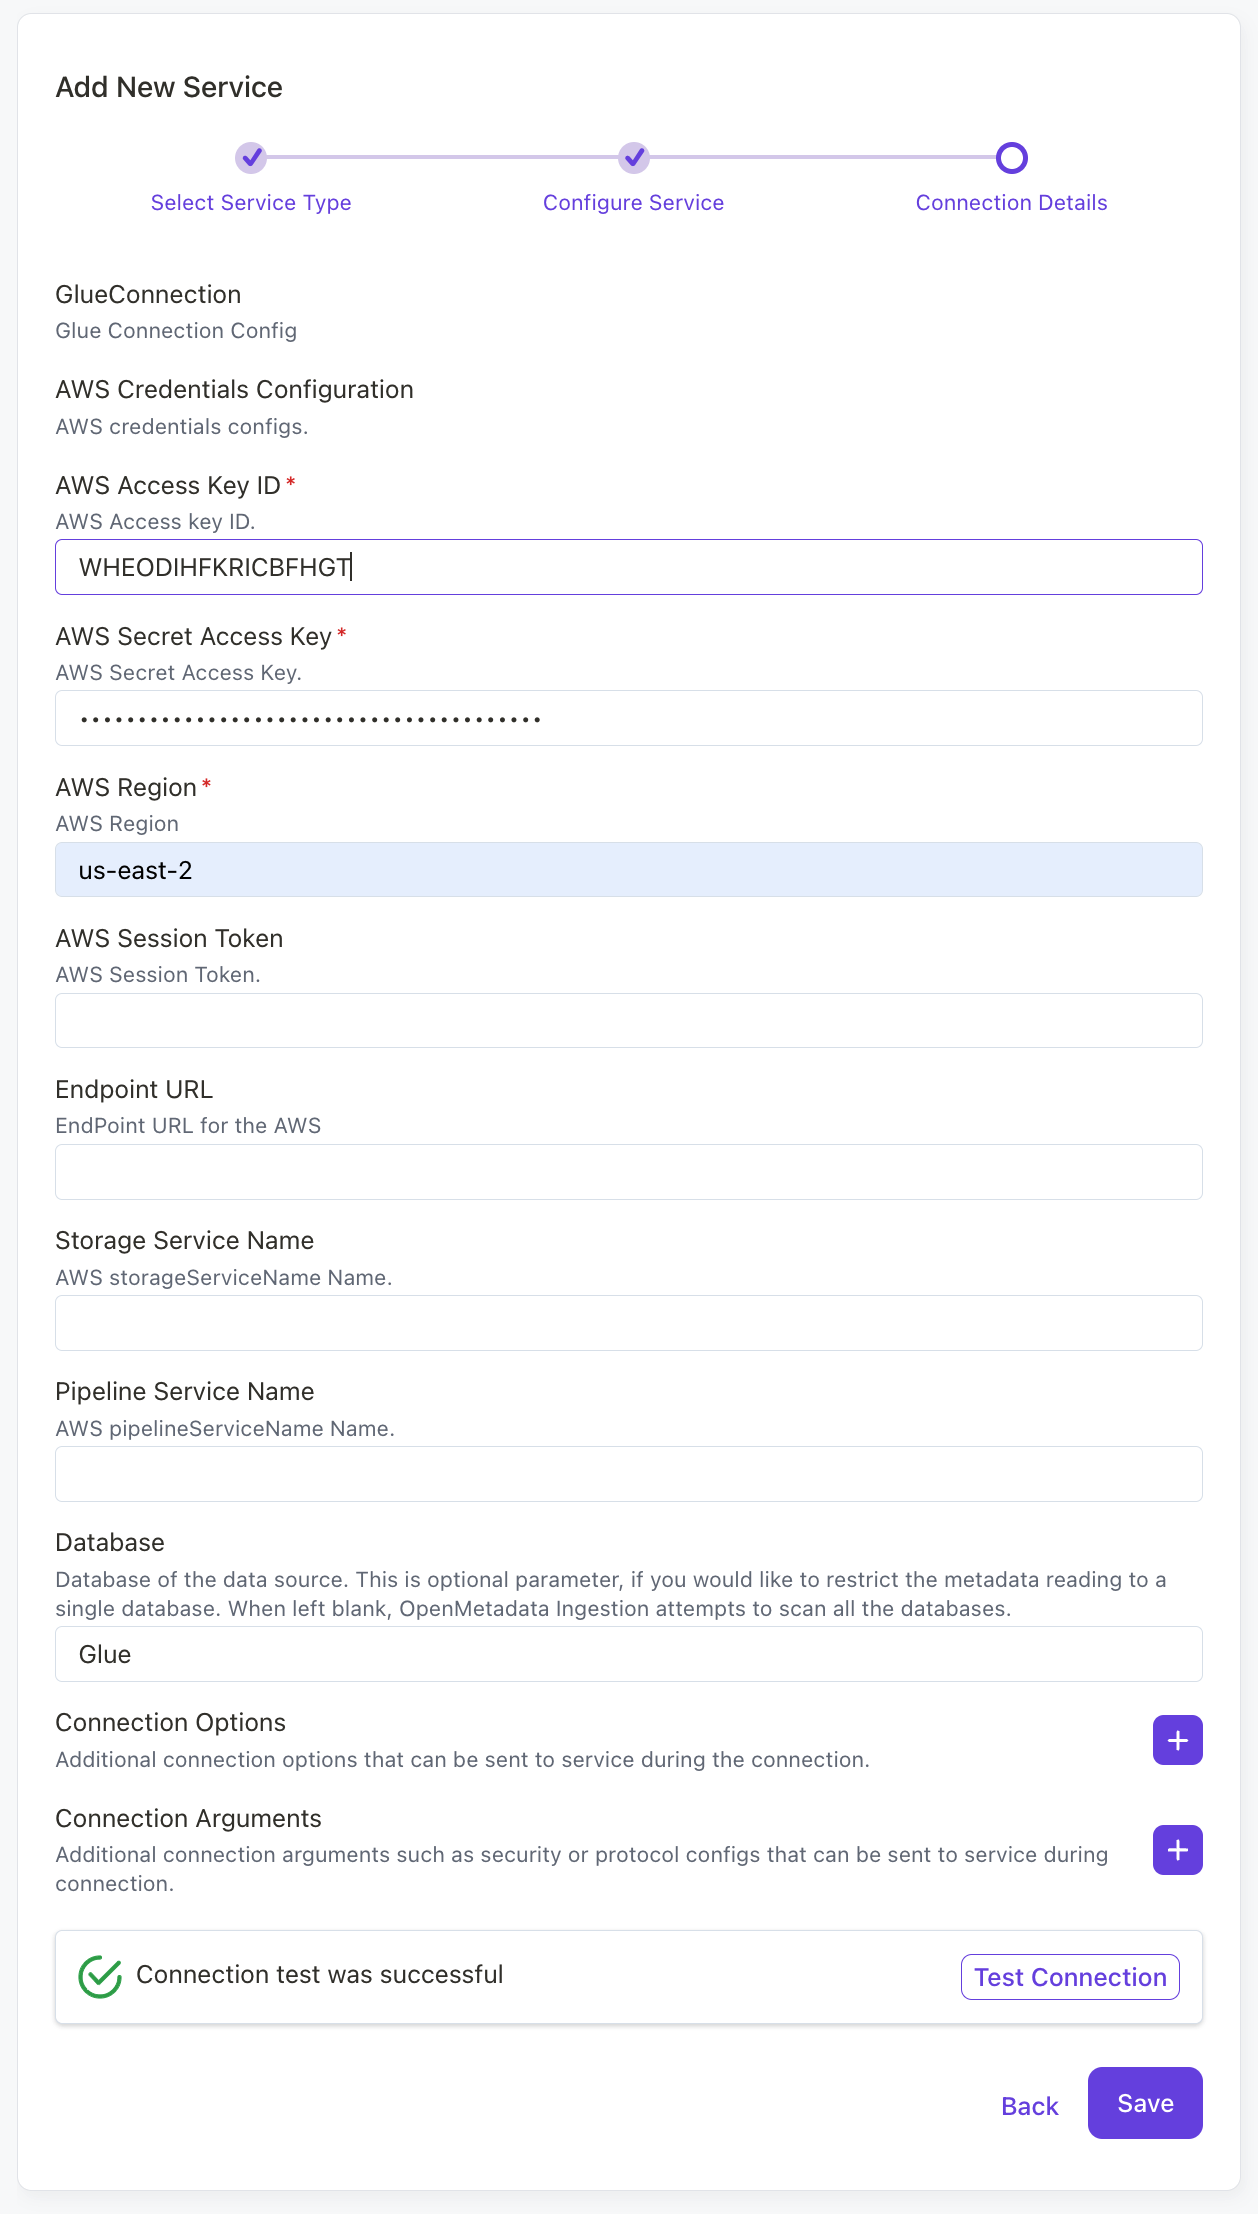 Add New Service
Select Service Type
Configure Service
Connection Details
GlueConnection
Glue Connection Config
AWS Credentials Configuration
AWS credentials configs.
AWS Access Key ID *
AWS Access key ID.
WHEODIHFKRICBFHGT
AWS Secret Access Key *
AWS Secret Access Key.
••••••••••••••••••••••••••••••••••••••••
AWS Region *
AWS Region
us-east-2
AWS Session Token
AWS Session Token.
Endpoint URL
EndPoint URL for the AWS
Storage Service Name
AWS storageServiceName Name.
Pipeline Service Name
AWS pipelineServiceName Name.
Database
Database of the data source. This is optional parameter, if you would like to restrict the metadata reading to a
single database. When left blank, OpenMetadata Ingestion attempts to scan all the databases.
Glue
Connection Options
Additional connection options that can be sent to service during the connection.
Connection Arguments
Additional connection arguments such as security or protocol configs that can be sent to service during
connection.
Connection test was successful
Test Connection
Back
Save